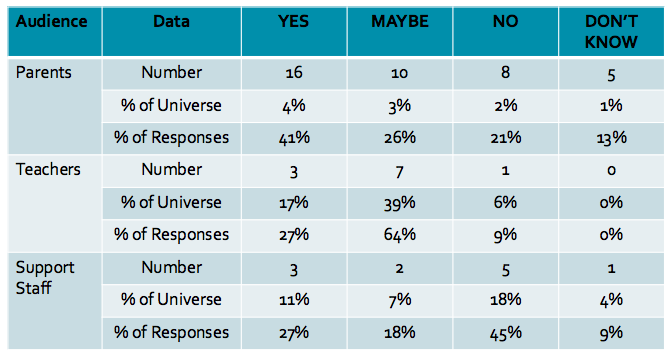 Audience Data YES MAYBE NO DON'T KNOW
Parents Number 16 10 8 5
% of Universe 4% 3% 2% 1%
% of Responses 41% 26% 21% 13%
Teachers Number 3 7 1 0
% of Universe 17% 39% 6% 0%
% of Responses 27% 64% 9% 0%
Support Staff Number 3 2 5 1
% of Universe 11% 7% 18% 4%
% of Responses 27% 18% 45% 9%